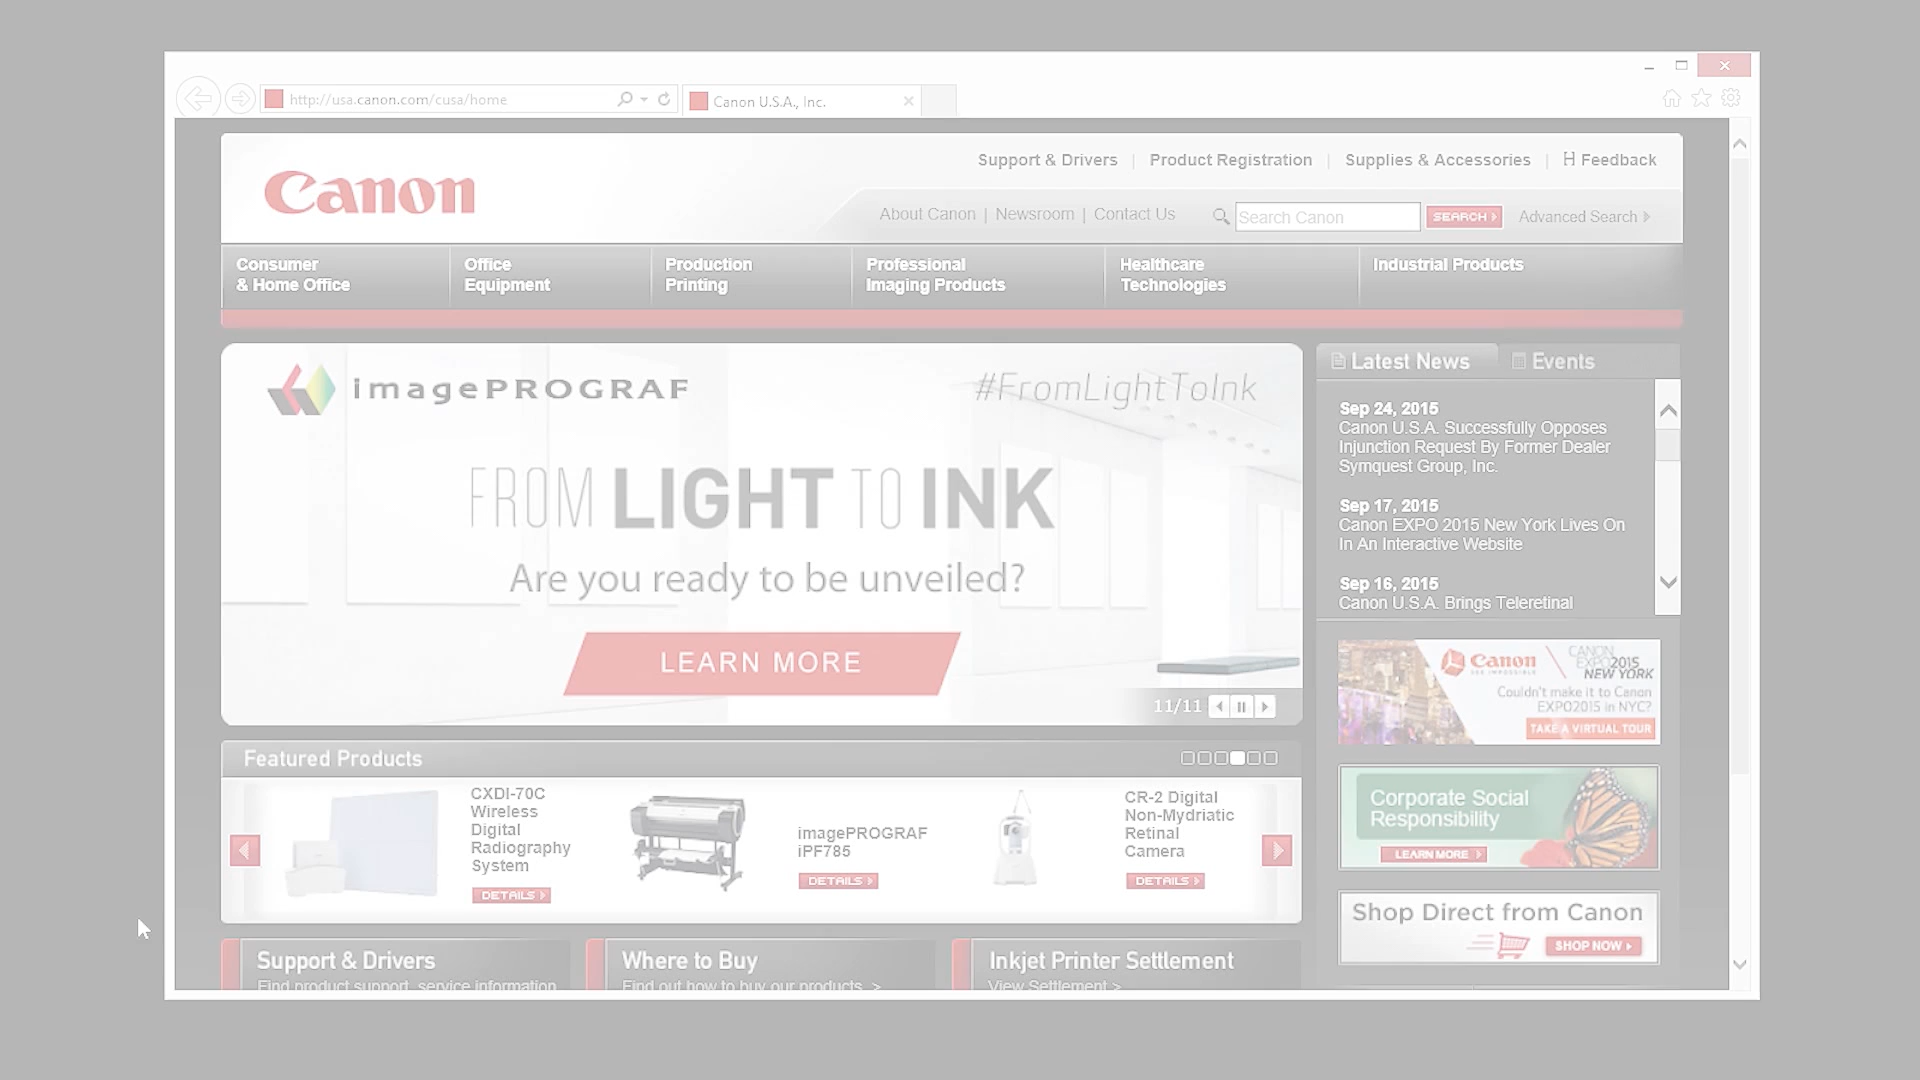 http://usa.canon.com/cusa/home
Canon U.S.A., Inc.
Canon
Support & Drivers | Product Registration | Supplies & Accessories | Feedback
About Canon | Newsroom | Contact Us
Search Canon
SEARCH
Advanced Search
Consumer
& Home Office
Office
Equipment
Production
Printing
Professional
Imaging Products
Healthcare
Technologies
Industrial Products
imagePROGRAF
#FromLightToInk
FROM LIGHT TO INK
Are you ready to be unveiled?
LEARN MORE
11/11
Latest News
Events
Sep 24, 2015
Canon U.S.A. Successfully Opposes
Injunction Request By Former Dealer
Symquest Group, Inc.
Sep 17, 2015
Canon EXPO 2015 New York Lives On
In An Interactive Website
Sep 16, 2015
Canon U.S.A. Brings Teleretinal
Canon
SEE IMPOSSIBLE
CANON
EXPO2015
NEW YORK
Couldn't make it to Canon
EXPO2015 in NYC?
TAKE A VIRTUAL TOUR
Corporate Social
Responsibility
LEARN MORE
Shop Direct from Canon
SHOP NOW
Featured Products
CXDI-70C
Wireless
Digital
Radiography
System
DETAILS
imagePROGRAF
iPF785
DETAILS
CR-2 Digital
Non-Mydriatic
Retinal
Camera
DETAILS
Support & Drivers
Find product support, service information
Where to Buy
Find out how to buy our products >
Inkjet Printer Settlement
View Settlement >